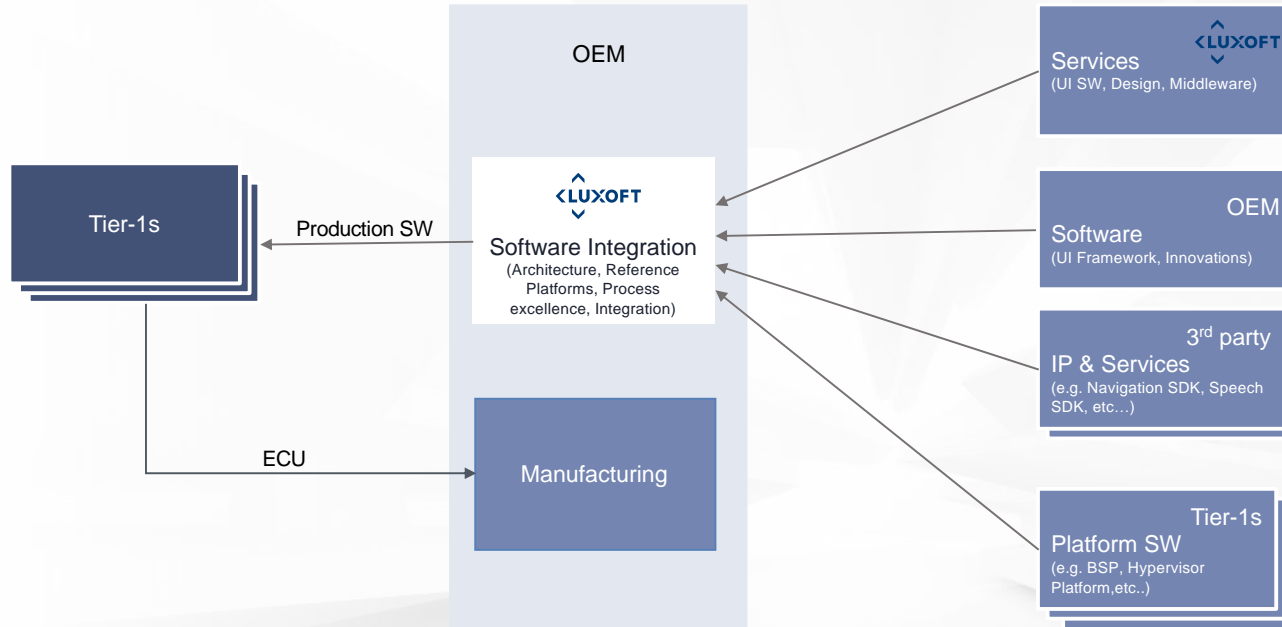 OEM
LUXOFT
Services
(UI SW, Design, Middleware)
LUXOFT
Software Integration
(Architecture, Reference
Platforms, Process
excellence, Integration)
Tier-1s
Production SW
OEM
Software
(UI Framework, Innovations)
3rd party
IP & Services
(e.g. Navigation SDK, Speech
SDK, etc...)
ECU
Manufacturing
Tier-1s
Platform SW
(e.g. BSP, Hypervisor
Platform,etc..)